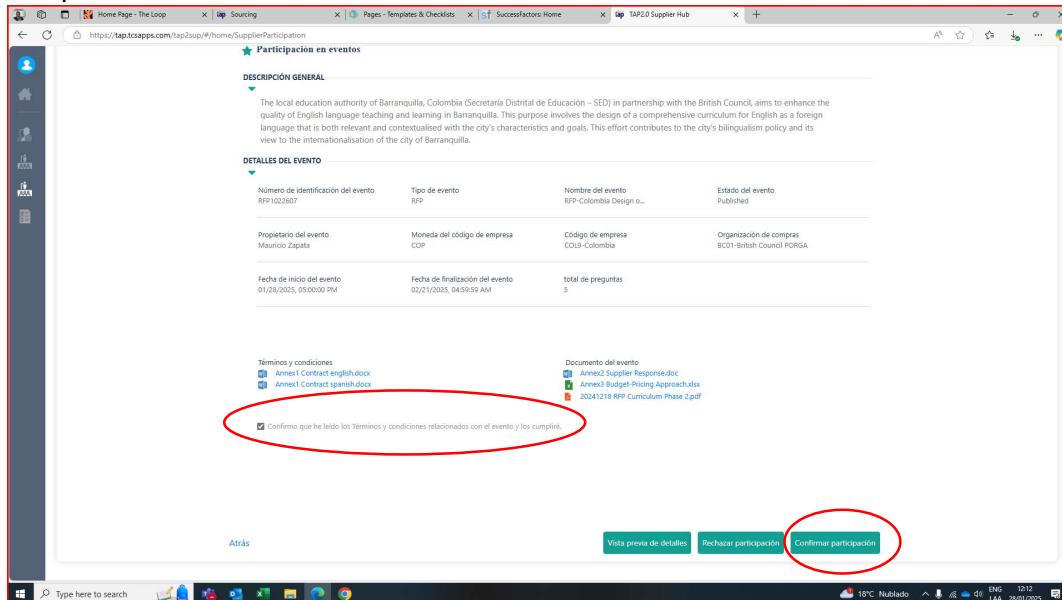 Home Page - The Loop
Sourcing
Pages - Templates & Checklists
SuccessFactors: Home
TAP2.0 Supplier Hub
https://tap.tcsapps.com/tap2sup/#/home/SupplierParticipation
Participación en eventos
DESCRIPCIÓN GENERAL
The local education authority of Barranquilla, Colombia (Secretaría Distrital de Educación – SED) in partnership with the British Council, aims to enhance the
quality of English language teaching and learning in Barranquilla. This purpose involves the design of a comprehensive curriculum for English as a foreign
language that is both relevant and contextualised with the city's characteristics and goals. This effort contributes to the city's bilingualism policy and its
view to the internationalisation of the city of Barranquilla.
DETALLES DEL EVENTO
Número de identificación del evento Tipo de evento Nombre del evento Estado del evento
RFP1022607 RFP RFP-Colombia Design o... Published
Propietario del evento Moneda del código de empresa Código de empresa Organización de compras
Mauricio Zapata COP COL9-Colombia BC01-British Council PORGA
Fecha de inicio del evento Fecha de finalización del evento total de preguntas
01/28/2025, 05:00:00 PM 02/21/2025, 04:59:59 AM 5
Términos y condiciones Documento del evento
Annex1 Contract english.docx Annex2 Supplier Response.doc
Annex1 Contract spanish.docx Annex3 Budget-Pricing Approach.xlsx
20241218 RFP Curriculum Phase 2.pdf
Confirmo que he leído los Términos y condiciones relacionados con el evento y los cumpliré.
Atrás Vista previa de detalles Rechazar participación Confirmar participación
Type here to search 18°C Nublado ENG 12:12
LAA 28/01/2025